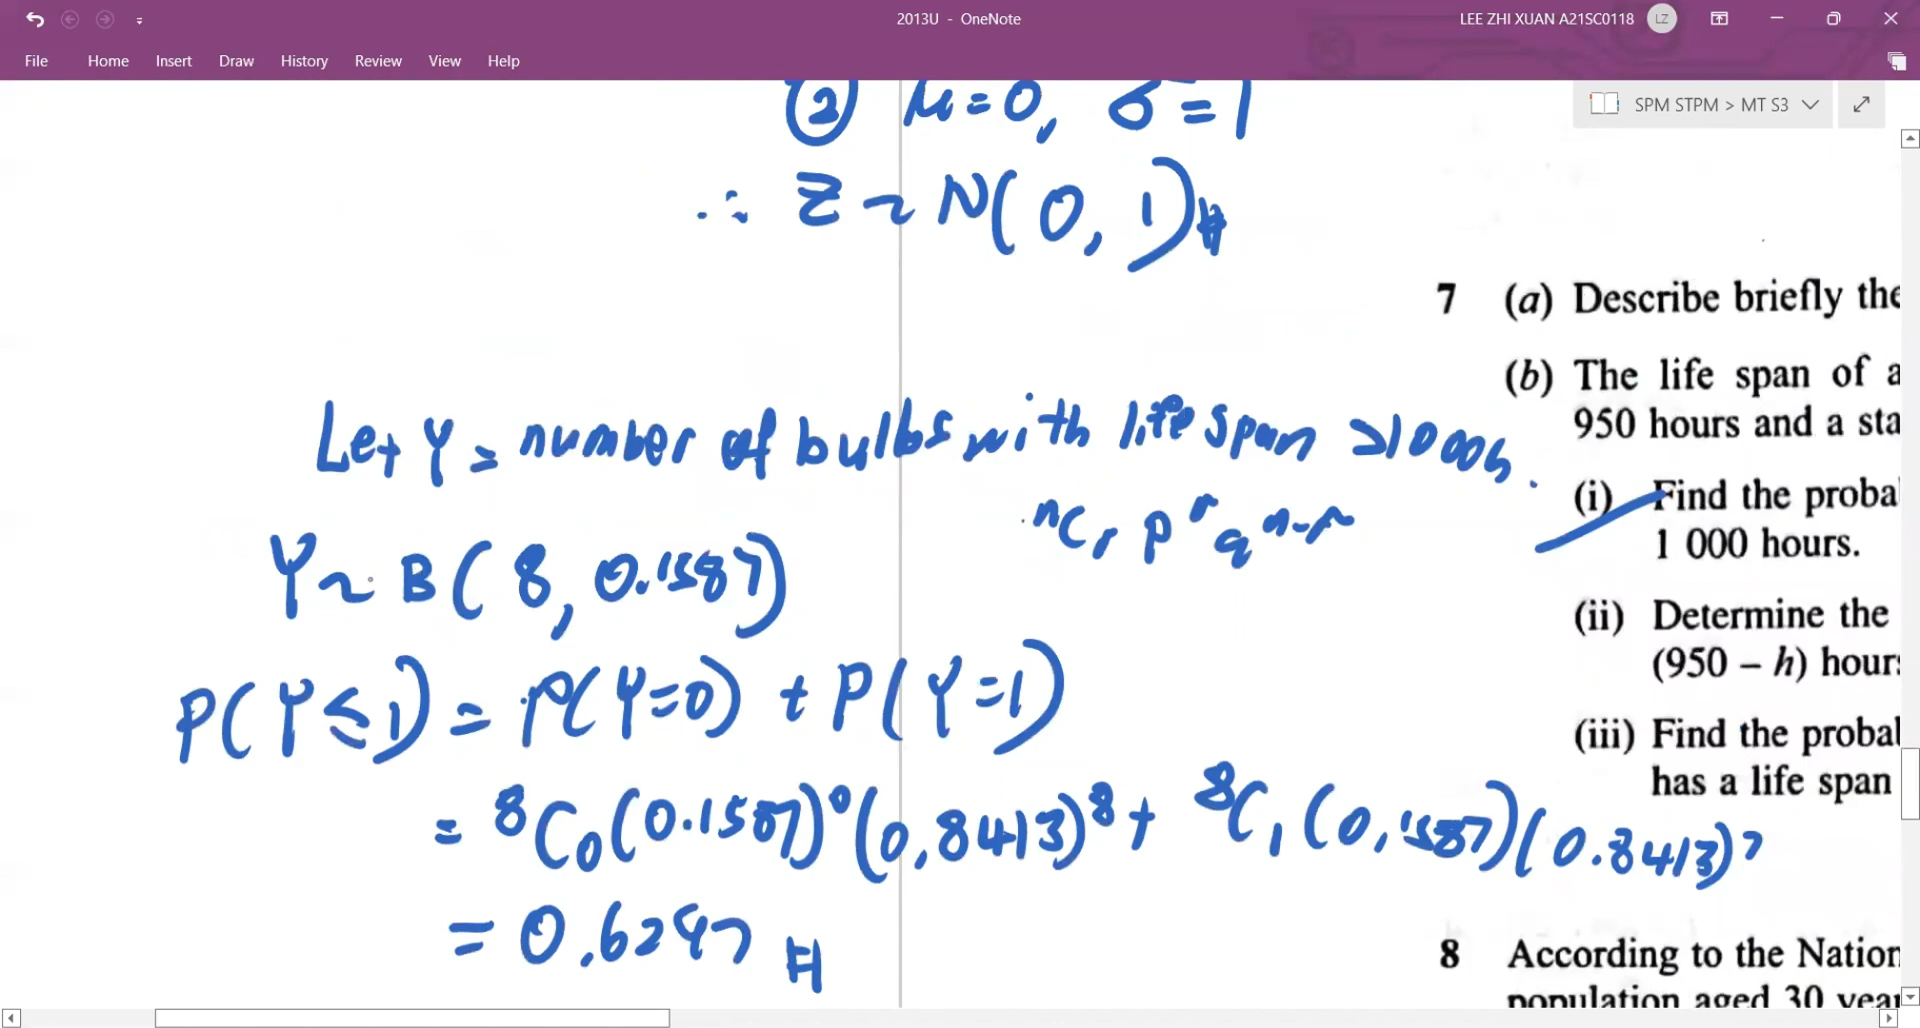 2013U - OneNote
LEE ZHI XUAN A21SC0118
LZ
File Home Insert Draw History Review View Help
SPM STPM > MT S3
② μ=0, σ=1
∴ Z ~ N(0, 1)#
7 (a) Describe briefly the
(b) The life span of a
950 hours and a sta
Let Y = number of bulbs with life span >1000h.
(i) Find the proba
1 000 hours.
ⁿCᵣ pʳ qⁿ⁻ʳ
Y ~ B(8, 0.1587)
(ii) Determine the
(950 – h) hours
P(Y≤1) = P(Y=0) + P(Y=1)
(iii) Find the probal
has a life span
= ⁸C₀(0.1587)⁰(0.8413)⁸ + ⁸C₁(0.1587)(0.8413)⁷
= 0.6297 #
8 According to the Nation
population aged 30 year